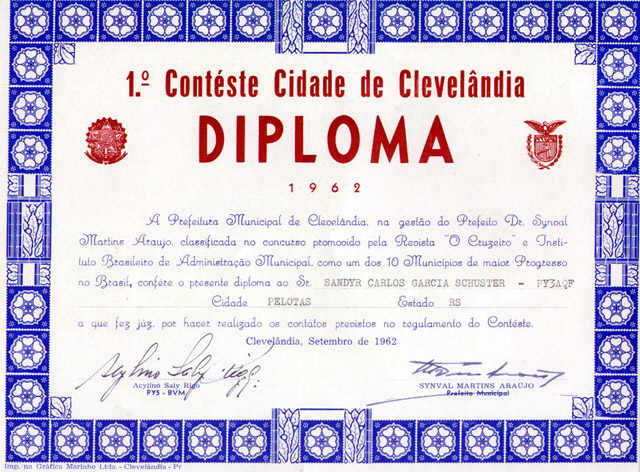 1.º Contéste Cidade de Clevelândia
DIPLOMA
1962
A Prefeitura Municipal de Clevelândia, na gestão do Prefeito Dr. Synval
Martins Araujo, classificada no concurso promovido pela Revista "O Cruzeiro" e Insti-
tuto Brasileiro de Administração Municipal, como um dos 10 Municípios de maior Progresso
no Brasil, confére o presente diploma ao Sr. SANDYR CARLOS GARCIA SCHUSTER - PY3AQF
Cidade PELOTAS Estado RS
a que fez júz, por haver realizado os contátos previstos no regulamento do Contéste.
Clevelândia, Setembro de 1962
Acylino Saly Rigo
PY5 - BVM
SYNVAL MARTINS ARAUJO
Prefeito Municipal
Imp. na Gráfica Marinho Ltda. - Clevelândia - Pr